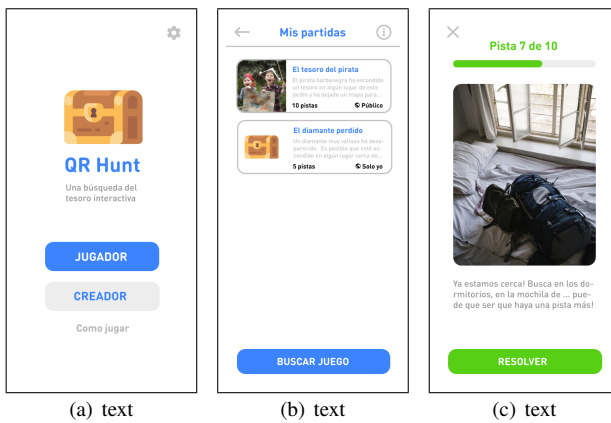 QR Hunt
Una búsqueda del
tesoro interactiva
JUGADOR
CREADOR
Como jugar
(a) text
Mis partidas
El tesoro del pirata
El pirata barbanegra ha escondido
un tesoro en algún lugar de este
jardín y ha dejado un mapa para...
10 pistas
Público
El diamante perdido
Un diamante muy valioso ha desa-
parecido. Es posible que esté es-
condido en algún lugar cerca de...
5 pistas
Solo yo
BUSCAR JUEGO
(b) text
Pista 7 de 10
Ya estamos cerca! Busca en los do-
rmitorios, en la mochila de ... pue-
de que ser que haya una pista más!
RESOLVER
(c) text